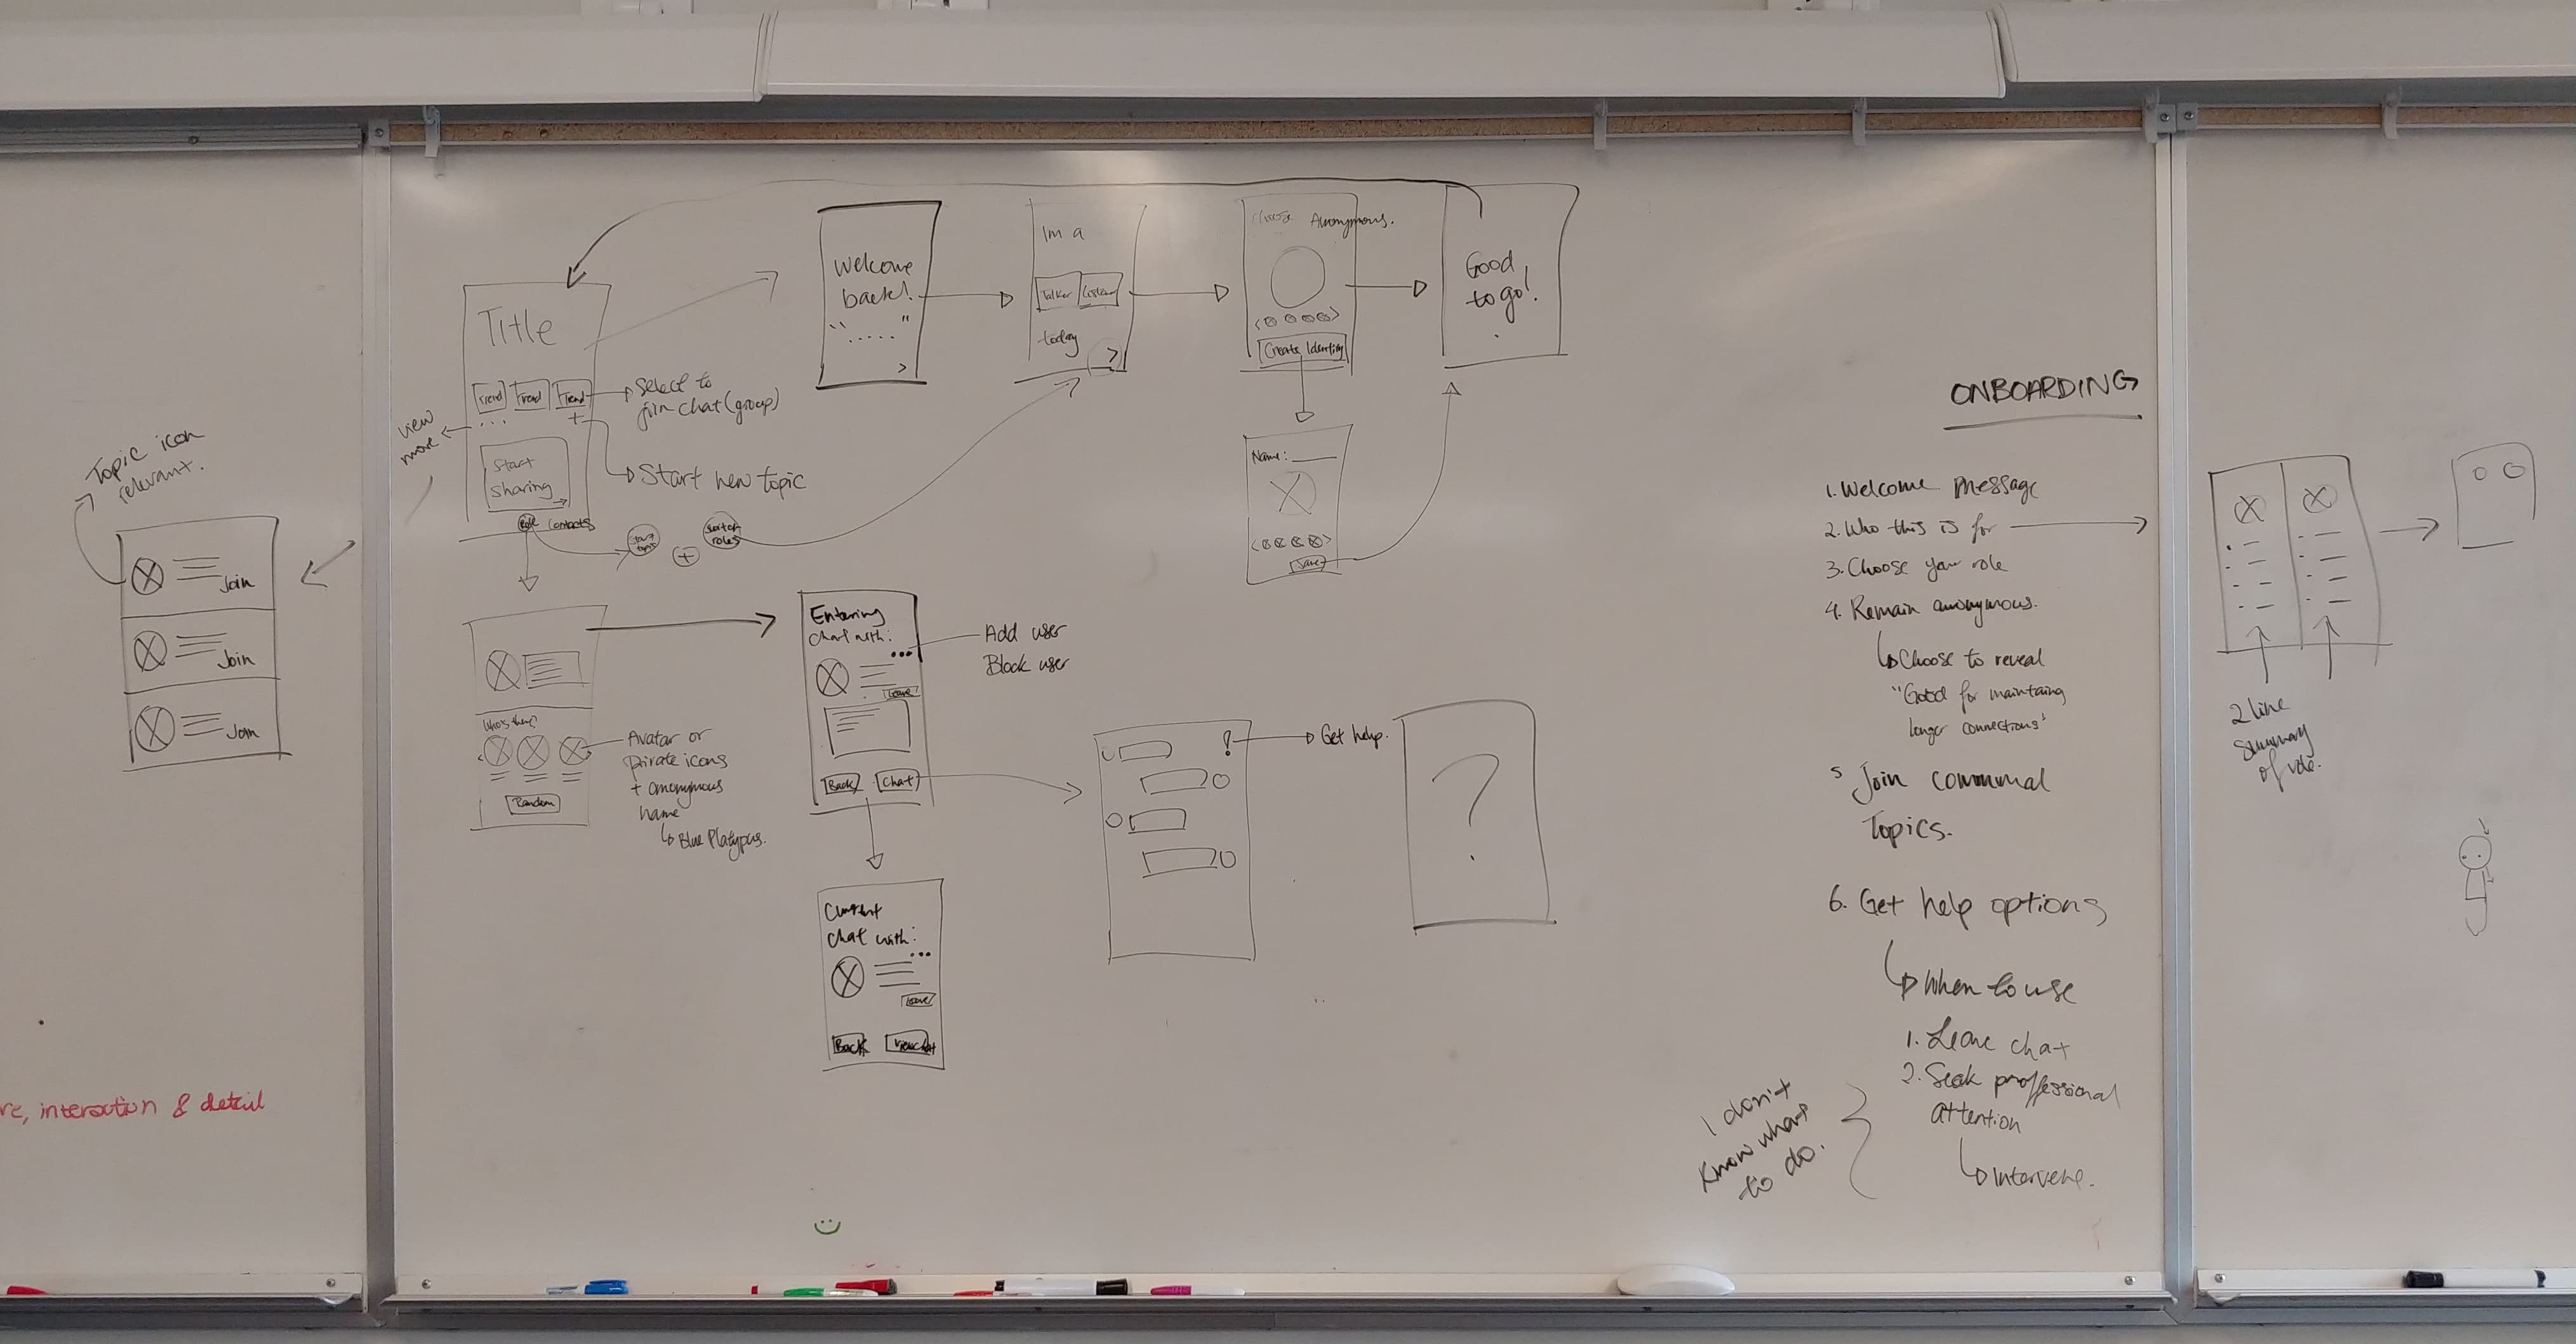 Topic icon
relevant.
Join
Join
Join
re, interaction & detail
Title
Trend Trend Trend
+
...
view
more
Select to
join chat (group)
Start new topic
Start
Sharing
Role Contacts
Start
topic
+
Switch
roles
Welcome
back!
" ..... "
>
Im a
Talker Listener
today
>
Choose Anonymous.
Create Identity
Name:
Save
Good
to go!
Who's there?
Random
Avatar or
Pirate icons
+ anonymous
name
Blue Platypus.
Entering
chat with:
...
Leave
Back Chat
Add user
Block user
Current
chat with:
...
Leave
Back View chat
!
Get help.
?
ONBOARDING
1. Welcome Message
2. Who this is for
3. Choose your role
4. Remain anonymous.
Choose to reveal
"Good for maintaing
longer connections"
5 Join communal
Topics.
6. Get help options
When to use
1. Leave chat
2. Seek proffessional
attention
Intervene.
I don't
know what
to do.
2 line
summary
of role.